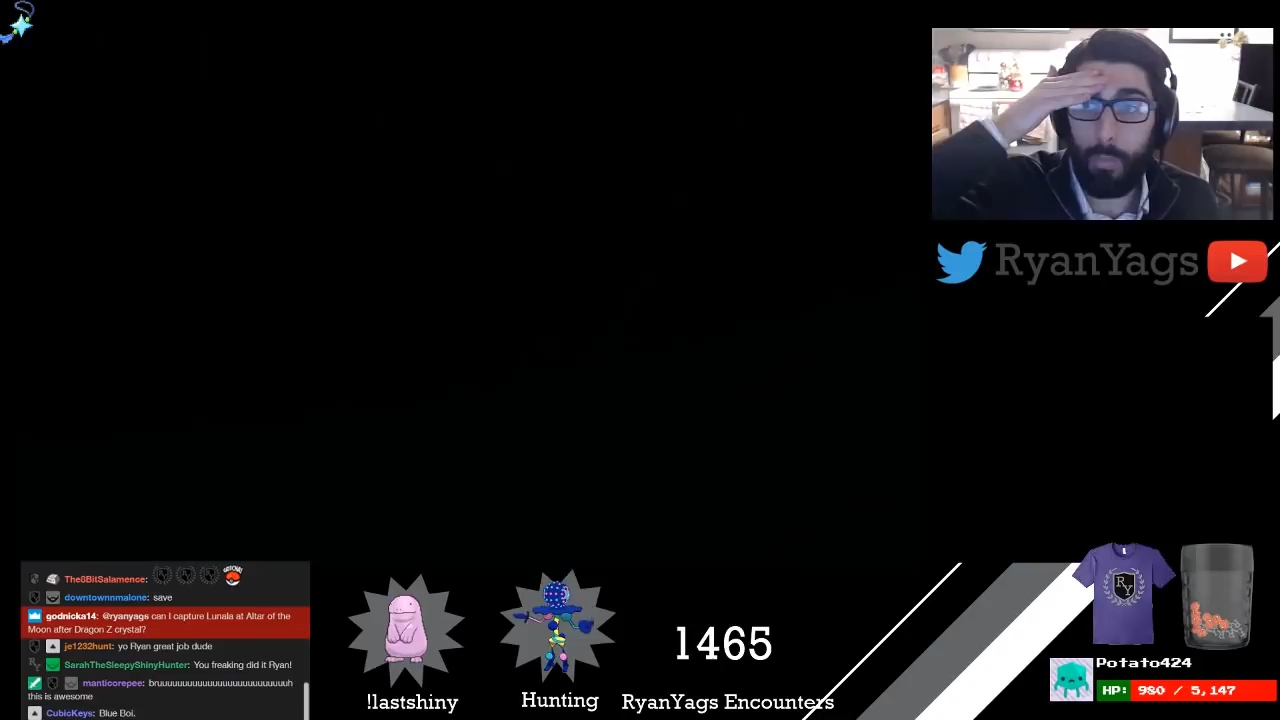 RyanYags
The8BitSalamence:
downtownnmalone: save
godnicka14: @ryanyags can I capture Lunala at Altar of the
Moon after Dragon Z crystal?
je1232hunt: yo Ryan great job dude
SarahTheSleepyShinyHunter: You freaking did it Ryan!
manticorepee: bruuuuuuuuuuuuuuuuuuuuuuuuh
this is awesome
CubicKeys: Blue Boi.
!lastshiny
Hunting
1465
RyanYags Encounters
RY
Potato424
HP: 980 / 5,147